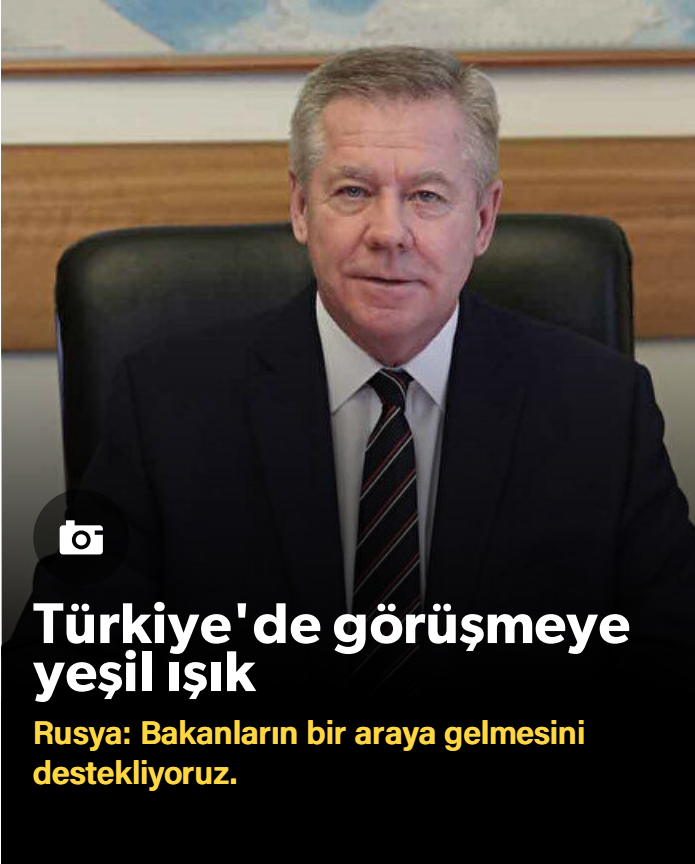 Türkiye'de görüşmeye
yeşil ışık
Rusya: Bakanların bir araya gelmesini
destekliyoruz.